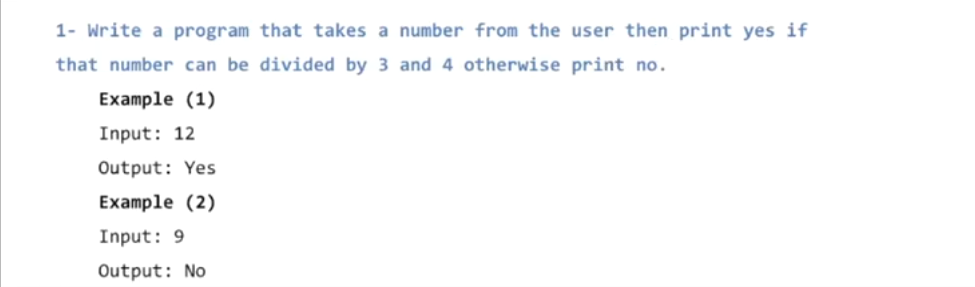 1- Write a program that takes a number from the user then print yes if
that number can be divided by 3 and 4 otherwise print no.
Example (1)
Input: 12
Output: Yes
Example (2)
Input: 9
Output: No